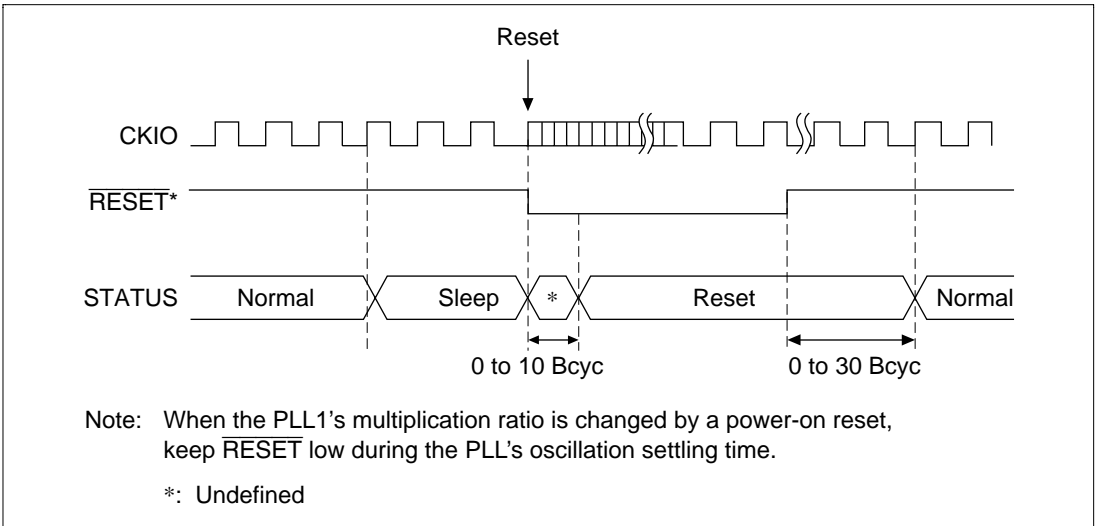 Reset
CKIO
RESET*
STATUS Normal Sleep * Reset Normal
0 to 10 Bcyc 0 to 30 Bcyc
Note: When the PLL1's multiplication ratio is changed by a power-on reset,
keep RESET low during the PLL's oscillation settling time.
*: Undefined